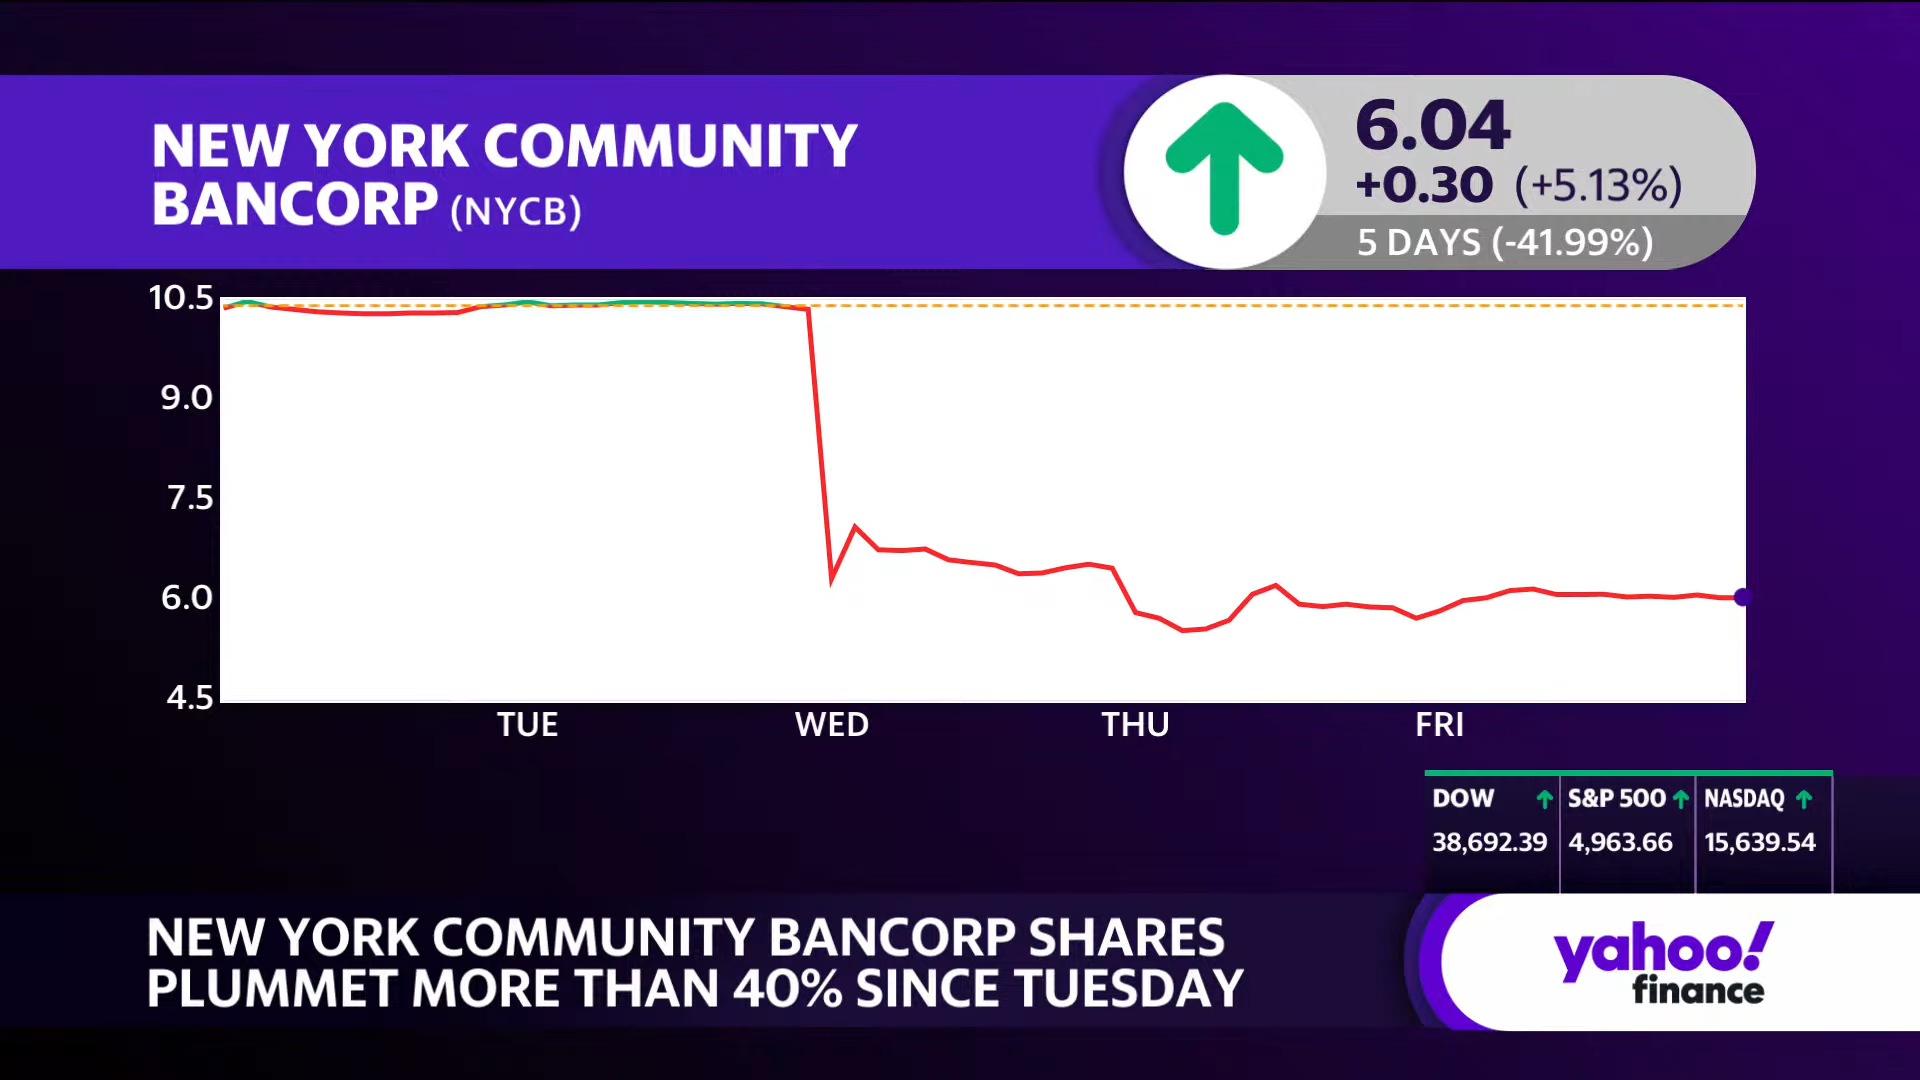 NEW YORK COMMUNITY
BANCORP (NYCB)
6.04
+0.30 (+5.13%)
5 DAYS (-41.99%)
10.5
9.0
7.5
6.0
4.5
TUE WED THU FRI
DOW S&P 500 NASDAQ
38,692.39 4,963.66 15,639.54
NEW YORK COMMUNITY BANCORP SHARES
PLUMMET MORE THAN 40% SINCE TUESDAY
yahoo!
finance